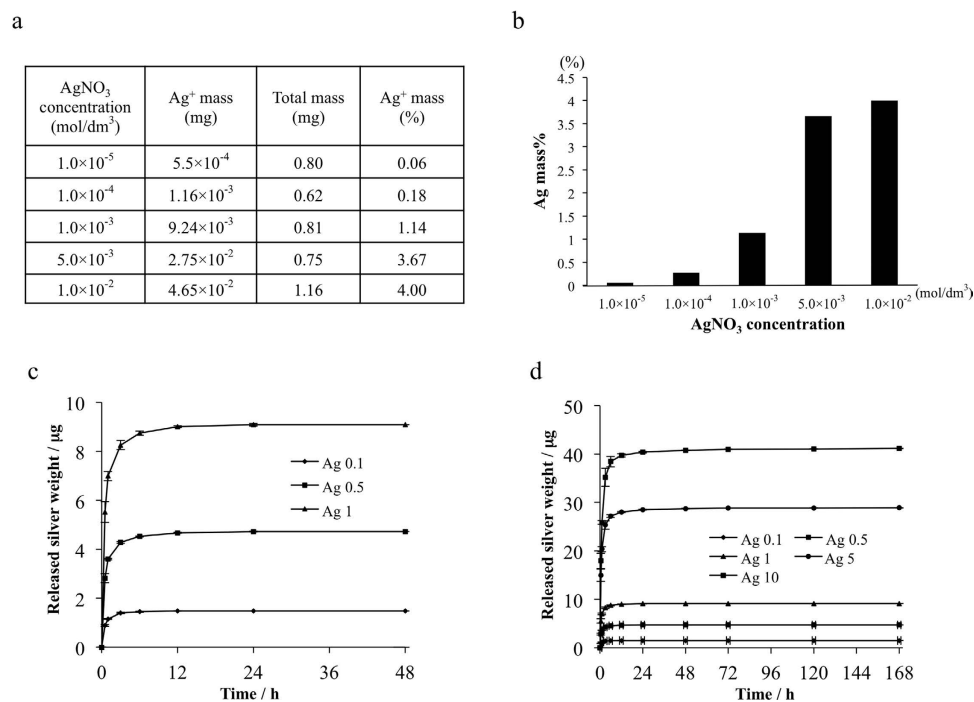 a
AgNO3 concentration (mol/dm3) Ag+ mass (mg) Total mass (mg) Ag+ mass (%)
1.0×10-5 5.5×10-4 0.80 0.06
1.0×10-4 1.16×10-3 0.62 0.18
1.0×10-3 9.24×10-3 0.81 1.14
5.0×10-3 2.75×10-2 0.75 3.67
1.0×10-2 4.65×10-2 1.16 4.00
b
(%)
Ag mass%
4.5
4
3.5
3
2.5
2
1.5
1
0.5
0
1.0×10-5 1.0×10-4 1.0×10-3 5.0×10-3 1.0×10-2 (mol/dm3)
AgNO3 concentration
c
Released silver weight / μg
10
8
6
4
2
0
Ag 0.1
Ag 0.5
Ag 1
0 12 24 36 48
Time / h
d
Released silver weight / μg
50
40
30
20
10
0
Ag 0.1 Ag 0.5
Ag 1 Ag 5
Ag 10
0 24 48 72 96 120 144 168
Time / h